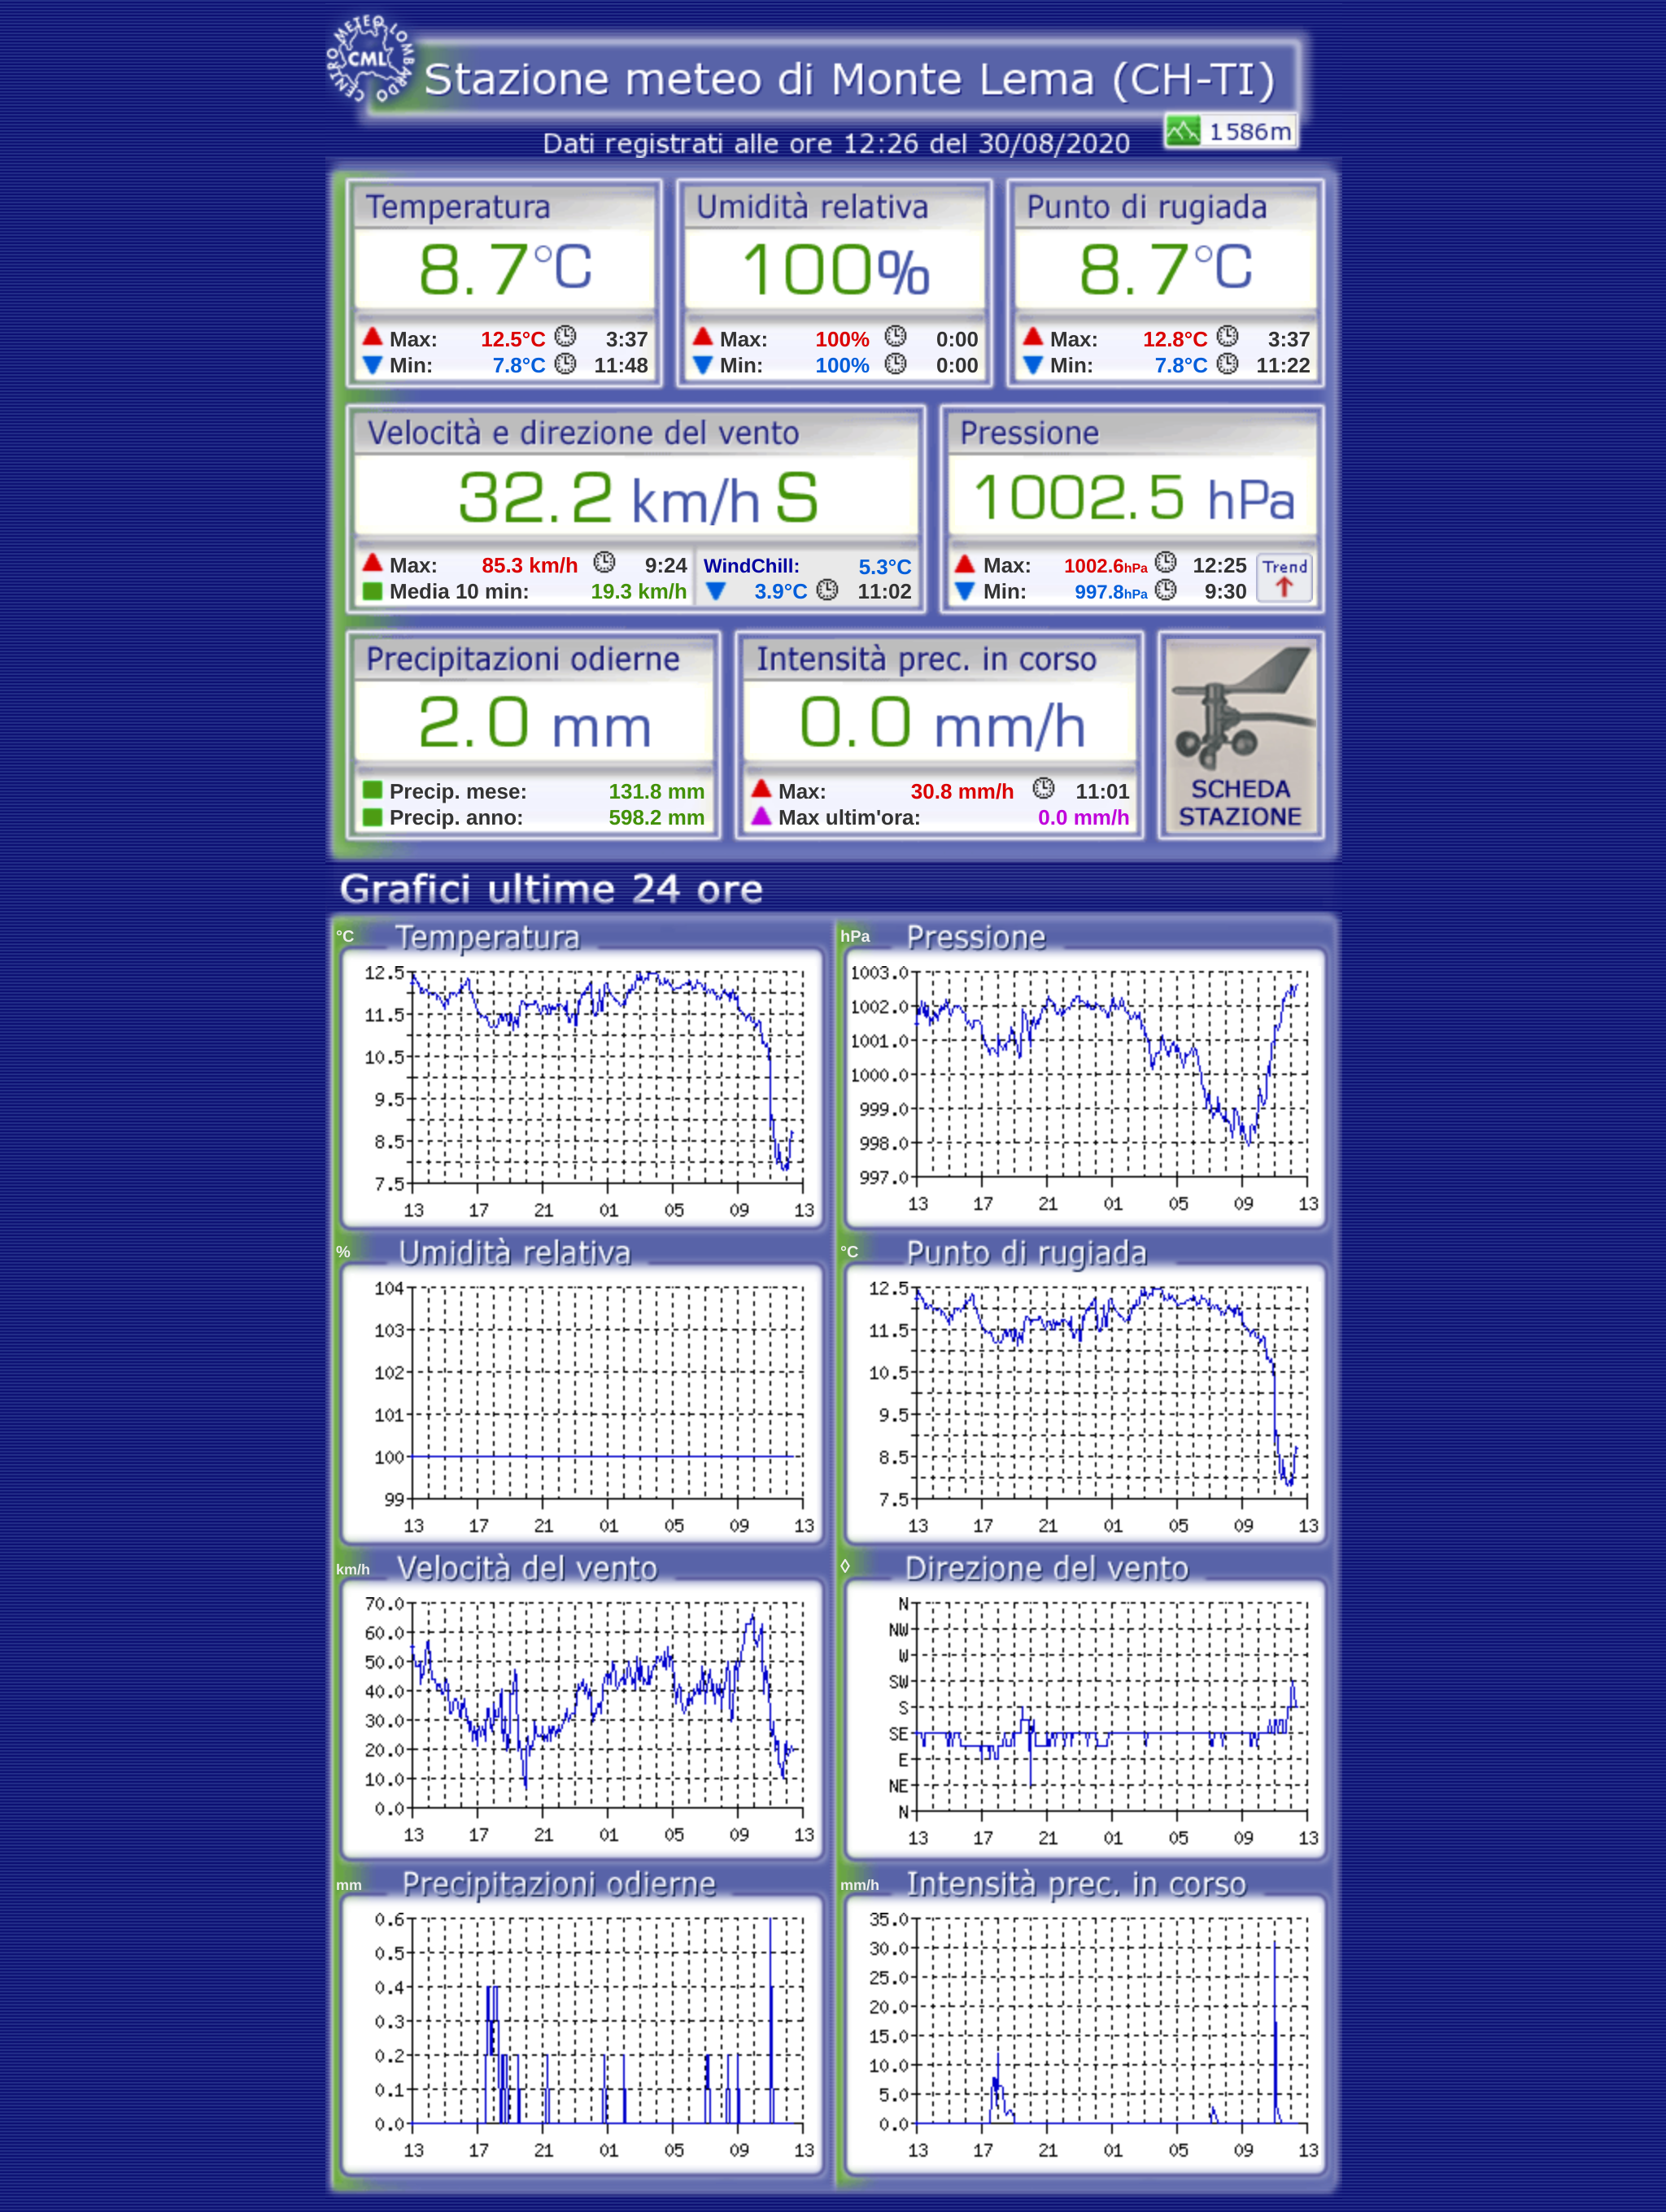 CENTRO METEO LOMBARDO
CML
Stazione meteo di Monte Lema (CH-TI)
Dati registrati alle ore 12:26 del 30/08/2020
1586m
Temperatura
8.7°C
Max: 12.5°C 3:37
Min: 7.8°C 11:48
Umidità relativa
100%
Max: 100% 0:00
Min: 100% 0:00
Punto di rugiada
8.7°C
Max: 12.8°C 3:37
Min: 7.8°C 11:22
Velocità e direzione del vento
32.2 km/h S
Max: 85.3 km/h 9:24
Media 10 min: 19.3 km/h
WindChill: 5.3°C
3.9°C 11:02
Pressione
1002.5 hPa
Max: 1002.6hPa 12:25
Min: 997.8hPa 9:30
Trend
Precipitazioni odierne
2.0 mm
Precip. mese: 131.8 mm
Precip. anno: 598.2 mm
Intensità prec. in corso
0.0 mm/h
Max: 30.8 mm/h 11:01
Max ultim'ora: 0.0 mm/h
SCHEDA
STAZIONE
Grafici ultime 24 ore
°C Temperatura
12.5
11.5
10.5
9.5
8.5
7.5
13 17 21 01 05 09 13
hPa Pressione
1003.0
1002.0
1001.0
1000.0
999.0
998.0
997.0
13 17 21 01 05 09 13
% Umidità relativa
104
103
102
101
100
99
13 17 21 01 05 09 13
°C Punto di rugiada
12.5
11.5
10.5
9.5
8.5
7.5
13 17 21 01 05 09 13
km/h Velocità del vento
70.0
60.0
50.0
40.0
30.0
20.0
10.0
0.0
13 17 21 01 05 09 13
◊ Direzione del vento
N
NW
W
SW
S
SE
E
NE
N
13 17 21 01 05 09 13
mm Precipitazioni odierne
0.6
0.5
0.4
0.3
0.2
0.1
0.0
13 17 21 01 05 09 13
mm/h Intensità prec. in corso
35.0
30.0
25.0
20.0
15.0
10.0
5.0
0.0
13 17 21 01 05 09 13